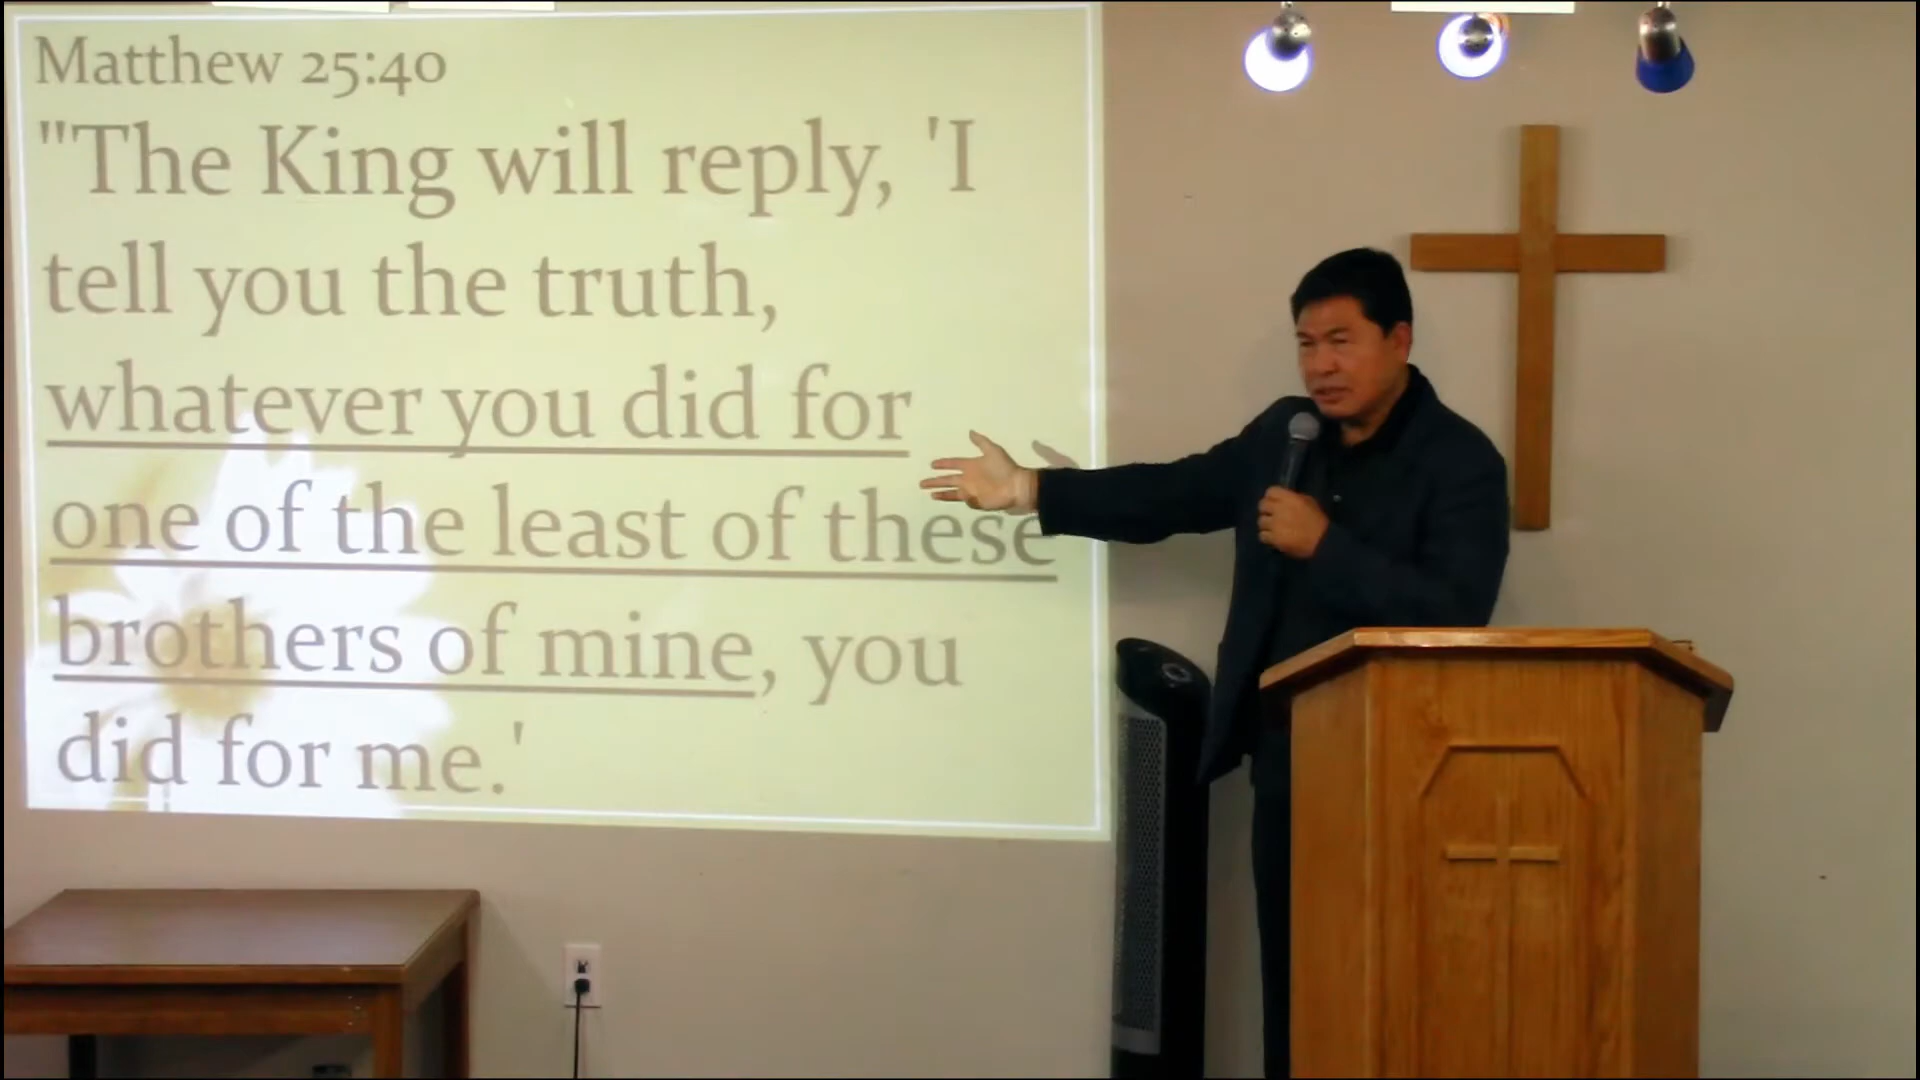 Matthew 25:40
"The King will reply, 'I
tell you the truth,
whatever you did for
one of the least of these
brothers of mine, you
did for me.'